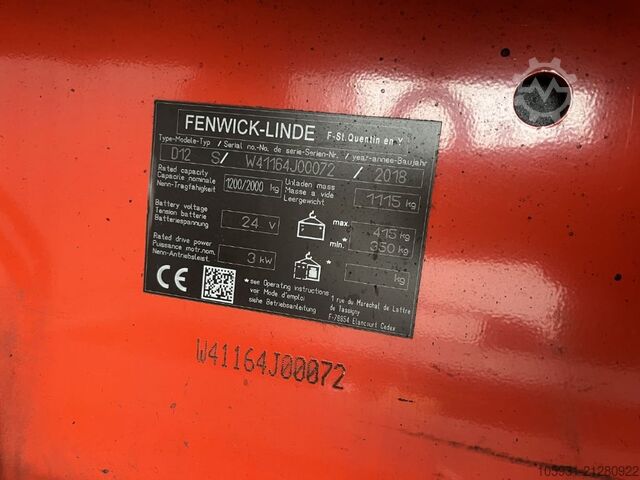 FENWICK-LINDE F-St.Quentin en Y
Type-Modele-Typ / Serial no.-No. de serie-Serien-Nr. / year-annee-Baujahr
D12 S / W41164J00072 / 2018
Rated capacity
Capacite nominale
Nenn-Tragfähigkeit
1200/2000 kg
Unladen mass
Masse a vide
Leergewicht
1115 kg
Battery voltage
Tension batterie
Batteriespannung
24 V
max. 415 kg
* min. 350 kg
Rated drive power
Puissance motr.nom.
Nenn-Antriebsleist.
3 kW
*
kg
CE
* see Operating instructions
voir Mode d'emploi
siehe Betriebsanleitung
1 rue du Marechal de Lattre
de Tassigny
F-78854 Elancourt Cedex
W41164J00072
105931-21280922